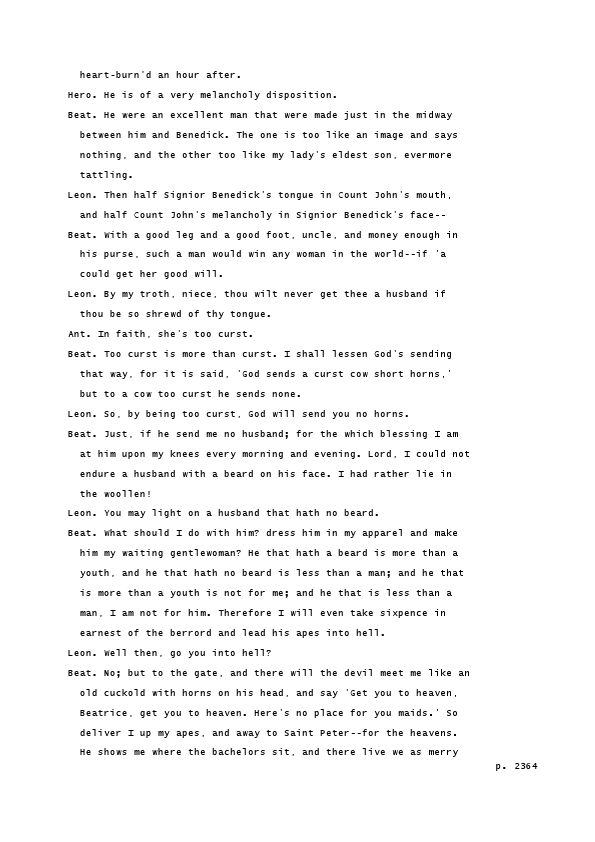 heart-burn'd an hour after.
Hero. He is of a very melancholy disposition.
Beat. He were an excellent man that were made just in the midway
between him and Benedick. The one is too like an image and says
nothing, and the other too like my lady's eldest son, evermore
tattling.
Leon. Then half Signior Benedick's tongue in Count John's mouth,
and half Count John's melancholy in Signior Benedick's face--
Beat. With a good leg and a good foot, uncle, and money enough in
his purse, such a man would win any woman in the world--if 'a
could get her good will.
Leon. By my troth, niece, thou wilt never get thee a husband if
thou be so shrewd of thy tongue.
Ant. In faith, she's too curst.
Beat. Too curst is more than curst. I shall lessen God's sending
that way, for it is said, 'God sends a curst cow short horns,'
but to a cow too curst he sends none.
Leon. So, by being too curst, God will send you no horns.
Beat. Just, if he send me no husband; for the which blessing I am
at him upon my knees every morning and evening. Lord, I could not
endure a husband with a beard on his face. I had rather lie in
the woollen!
Leon. You may light on a husband that hath no beard.
Beat. What should I do with him? dress him in my apparel and make
him my waiting gentlewoman? He that hath a beard is more than a
youth, and he that hath no beard is less than a man; and he that
is more than a youth is not for me; and he that is less than a
man, I am not for him. Therefore I will even take sixpence in
earnest of the berrord and lead his apes into hell.
Leon. Well then, go you into hell?
Beat. No; but to the gate, and there will the devil meet me like an
old cuckold with horns on his head, and say 'Get you to heaven,
Beatrice, get you to heaven. Here's no place for you maids.' So
deliver I up my apes, and away to Saint Peter--for the heavens.
He shows me where the bachelors sit, and there live we as merry
p. 2364